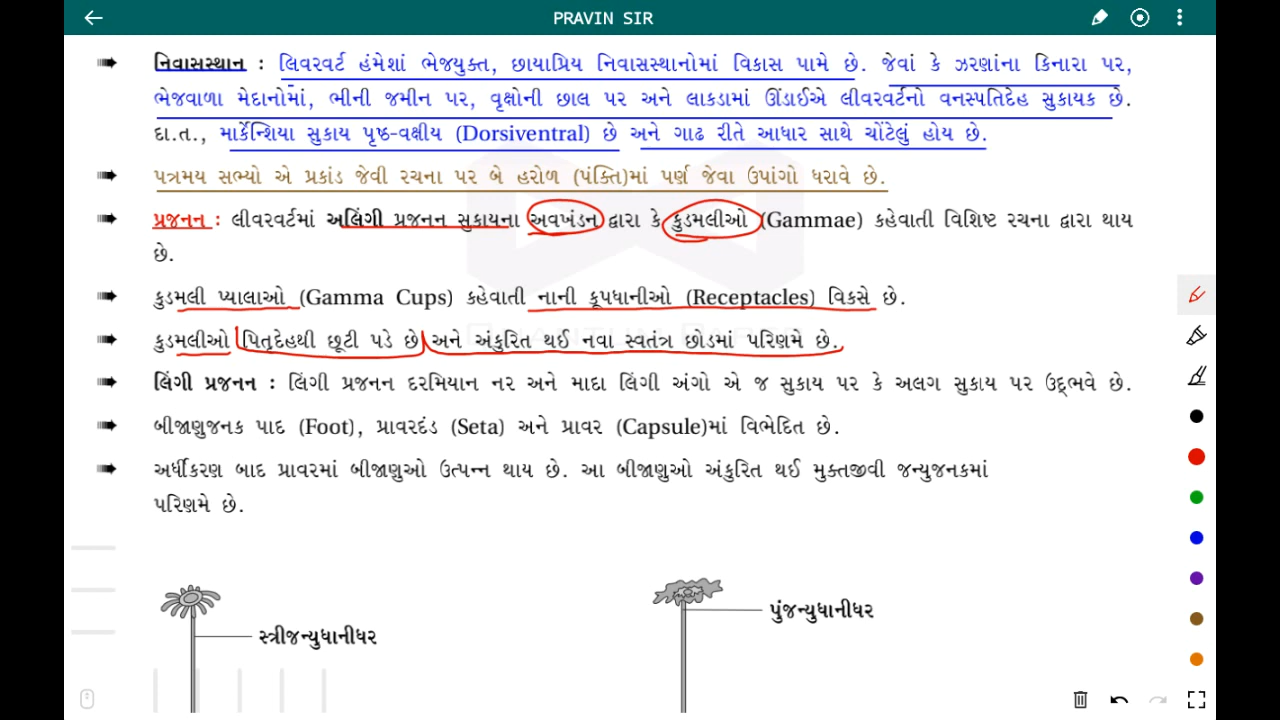 PRAVIN SIR
નિવાસસ્થાન : લિવરવર્ટ હંમેશાં ભેજયુક્ત, છાયાપ્રિય નિવાસસ્થાનોમાં વિકાસ પામે છે. જેવાં કે ઝરણાંના કિનારા પર,
ભેજવાળા મેદાનોમાં, ભીની જમીન પર, વૃક્ષોની છાલ પર અને લાકડામાં ઊંડાઈએ લીવરવર્ટનો વનસ્પતિદેહ સુકાયક છે.
દા.ત., માર્કેન્શિયા સુકાય પૃષ્ઠ-વક્ષીય (Dorsiventral) છે અને ગાઢ રીતે આધાર સાથે ચોંટેલું હોય છે.
પત્રમય સભ્યો એ પ્રકાંડ જેવી રચના પર બે હરોળ (પંક્તિ)માં પર્ણ જેવા ઉપાંગો ધરાવે છે.
પ્રજનન : લીવરવર્ટમાં અલિંગી પ્રજનન સુકાયના અવખંડન દ્વારા કે કુડમલીઓ (Gammae) કહેવાતી વિશિષ્ટ રચના દ્વારા થાય
છે.
કુડમલી પ્યાલાઓ (Gamma Cups) કહેવાતી નાની કૂપધાનીઓ (Receptacles) વિકસે છે.
કુડમલીઓ પિતૃદેહથી છૂટી પડે છે અને અંકુરિત થઈ નવા સ્વતંત્ર છોડમાં પરિણમે છે.
લિંગી પ્રજનન : લિંગી પ્રજનન દરમિયાન નર અને માદા લિંગી અંગો એ જ સુકાય પર કે અલગ સુકાય પર ઉદ્ભવે છે.
બીજાણુજનક પાદ (Foot), પ્રાવરદંડ (Seta) અને પ્રાવર (Capsule)માં વિભેદિત છે.
અર્ધીકરણ બાદ પ્રાવરમાં બીજાણુઓ ઉત્પન્ન થાય છે. આ બીજાણુઓ અંકુરિત થઈ મુક્તજીવી જન્યુજનકમાં
પરિણમે છે.
પુંજન્યુધાનીધર
સ્ત્રીજન્યુધાનીધર